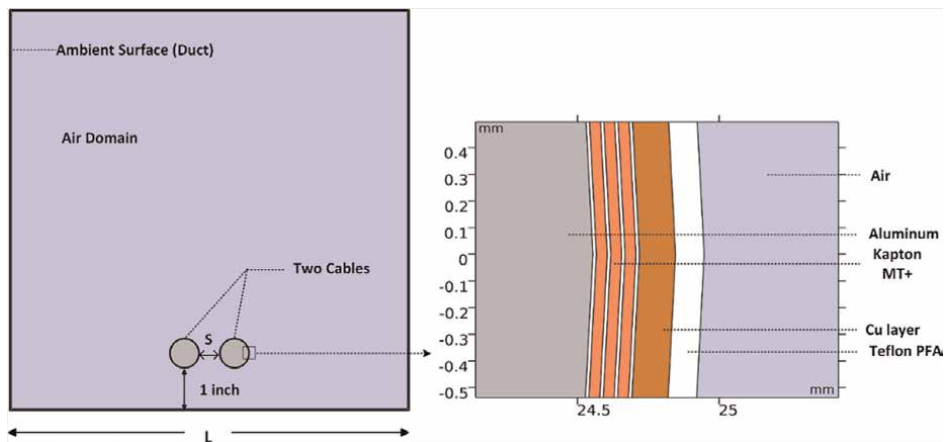 Ambient Surface (Duct)
Air Domain
Two Cables
S
1 inch
L
mm
0.4
0.3
0.2
0.1
0
-0.1
-0.2
-0.3
-0.4
-0.5
24.5
25
mm
Air
Aluminum
Kapton
MT+
Cu layer
Teflon PFA